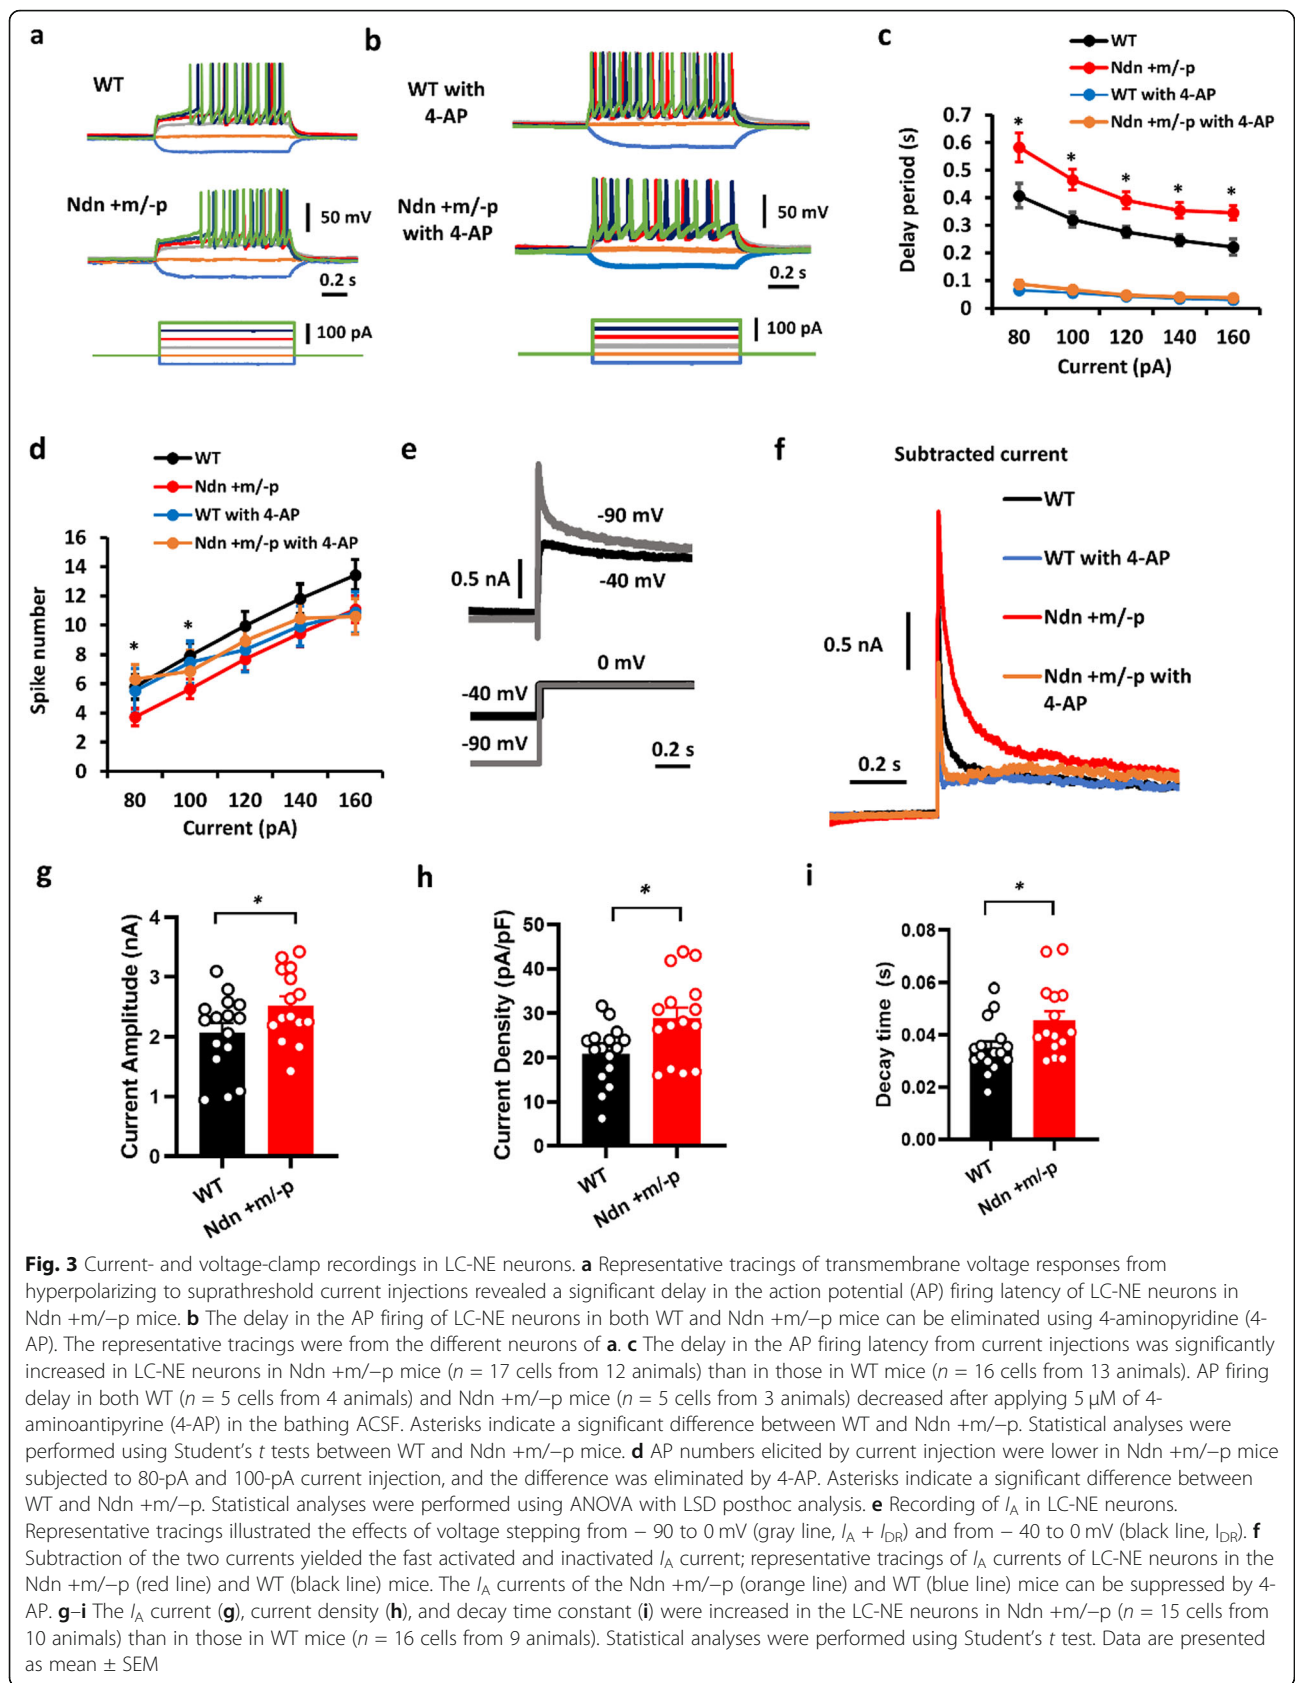 a
WT
Ndn +m/-p
50 mV
0.2 s
100 pA
b
WT with
4-AP
Ndn +m/-p
with 4-AP
50 mV
0.2 s
100 pA
c
WT
Ndn +m/-p
WT with 4-AP
Ndn +m/-p with 4-AP
Delay period (s)
0.7
0.6
0.5
0.4
0.3
0.2
0.1
0
* * * * *
80 100 120 140 160
Current (pA)
d
WT
Ndn +m/-p
WT with 4-AP
Ndn +m/-p with 4-AP
Spike number
16
14
12
10
8
6
4
2
0
* *
80 100 120 140 160
Current (pA)
e
-90 mV
0.5 nA
-40 mV
0 mV
-40 mV
-90 mV
0.2 s
f
Subtracted current
WT
WT with 4-AP
Ndn +m/-p
Ndn +m/-p with
4-AP
0.5 nA
0.2 s
g
*
Current Amplitude (nA)
4
3
2
1
0
WT
Ndn +m/-p
h
*
Current Density (pA/pF)
50
40
30
20
10
0
WT
Ndn +m/-p
i
*
Decay time (s)
0.08
0.06
0.04
0.02
0.00
WT
Ndn +m/-p
Fig. 3 Current- and voltage-clamp recordings in LC-NE neurons. a Representative tracings of transmembrane voltage responses from
hyperpolarizing to suprathreshold current injections revealed a significant delay in the action potential (AP) firing latency of LC-NE neurons in
Ndn +m/−p mice. b The delay in the AP firing of LC-NE neurons in both WT and Ndn +m/−p mice can be eliminated using 4-aminopyridine (4-
AP). The representative tracings were from the different neurons of a. c The delay in the AP firing latency from current injections was significantly
increased in LC-NE neurons in Ndn +m/−p mice (n = 17 cells from 12 animals) than in those in WT mice (n = 16 cells from 13 animals). AP firing
delay in both WT (n = 5 cells from 4 animals) and Ndn +m/−p mice (n = 5 cells from 3 animals) decreased after applying 5 μM of 4-
aminoantipyrine (4-AP) in the bathing ACSF. Asterisks indicate a significant difference between WT and Ndn +m/−p. Statistical analyses were
performed using Student's t tests between WT and Ndn +m/−p mice. d AP numbers elicited by current injection were lower in Ndn +m/−p mice
subjected to 80-pA and 100-pA current injection, and the difference was eliminated by 4-AP. Asterisks indicate a significant difference between
WT and Ndn +m/−p. Statistical analyses were performed using ANOVA with LSD posthoc analysis. e Recording of IA in LC-NE neurons.
Representative tracings illustrated the effects of voltage stepping from − 90 to 0 mV (gray line, IA + IDR) and from − 40 to 0 mV (black line, IDR). f
Subtraction of the two currents yielded the fast activated and inactivated IA current; representative tracings of IA currents of LC-NE neurons in the
Ndn +m/−p (red line) and WT (black line) mice. The IA currents of the Ndn +m/−p (orange line) and WT (blue line) mice can be suppressed by 4-
AP. g–i The IA current (g), current density (h), and decay time constant (i) were increased in the LC-NE neurons in Ndn +m/−p (n = 15 cells from
10 animals) than in those in WT mice (n = 16 cells from 9 animals). Statistical analyses were performed using Student's t test. Data are presented
as mean ± SEM